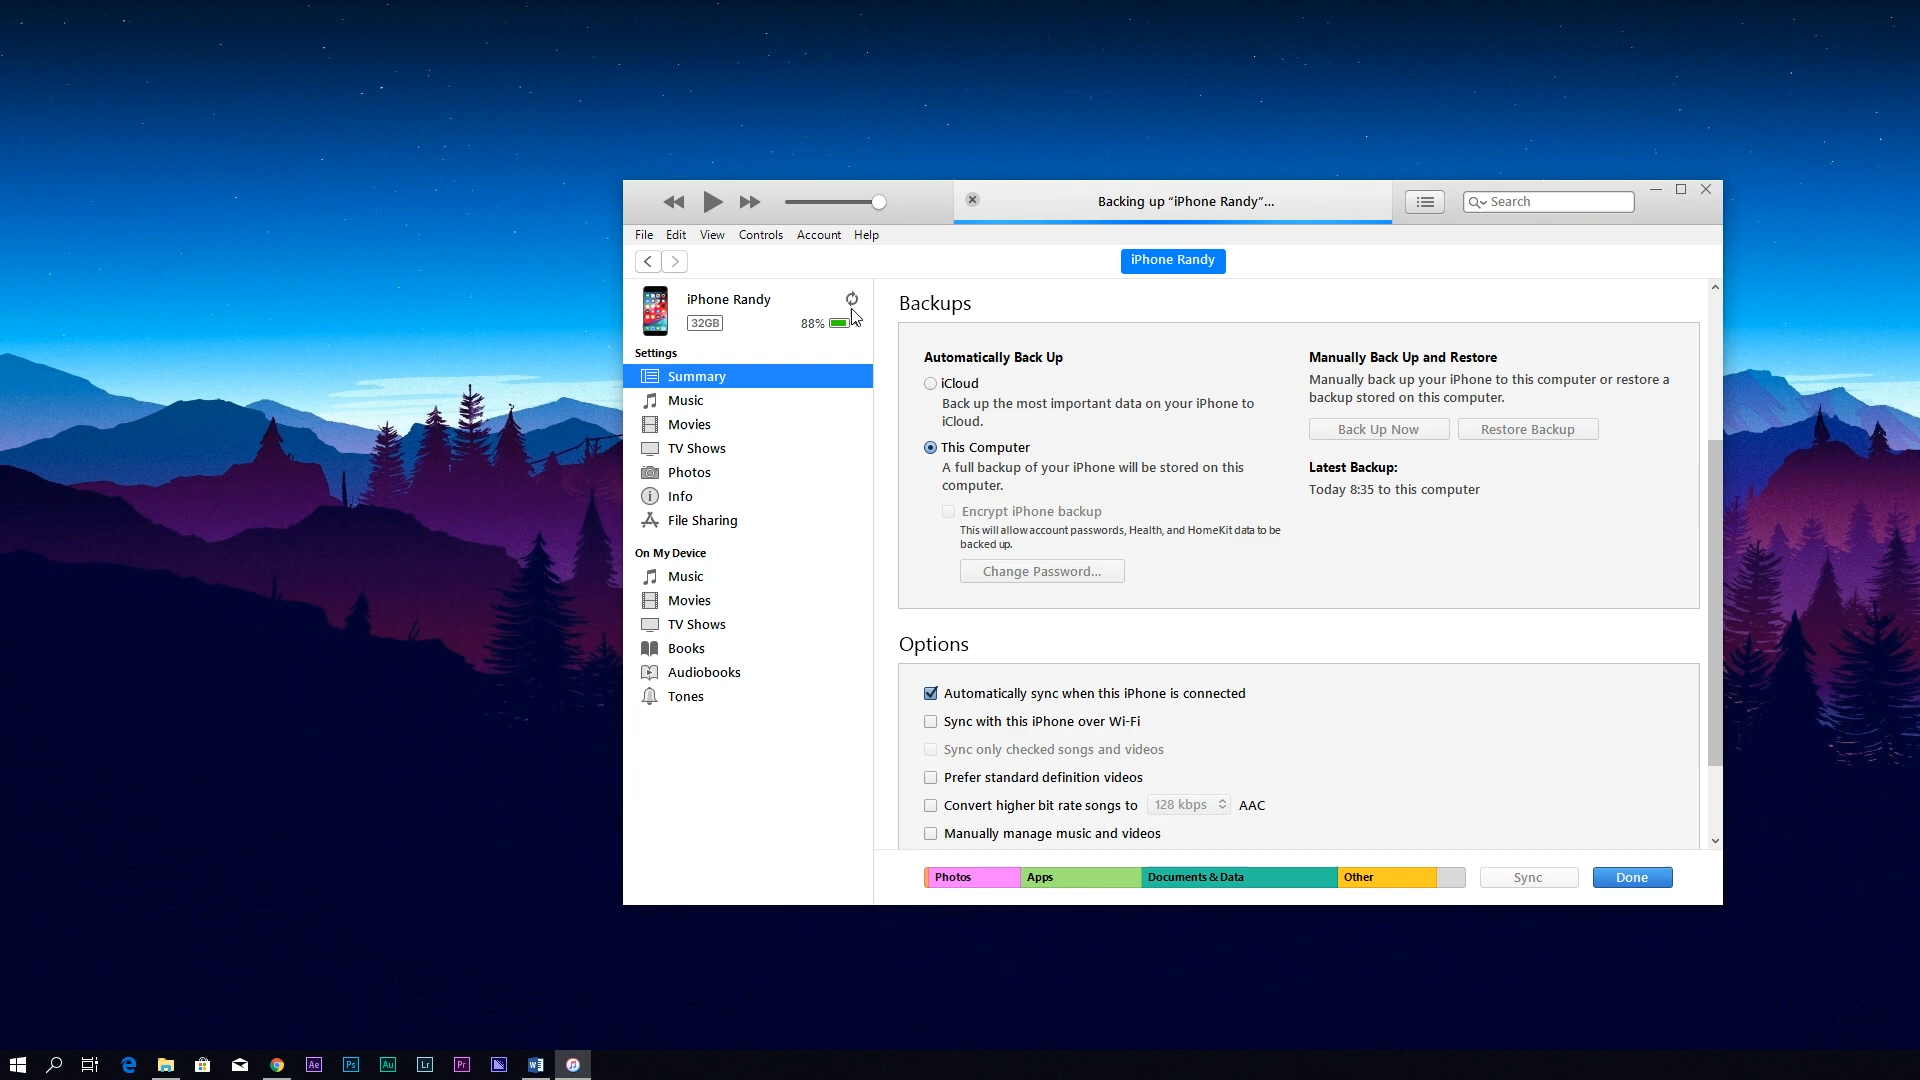 Backing up “iPhone Randy”...
Search
File Edit View Controls Account Help
iPhone Randy
iPhone Randy
32GB
88%
Settings
Summary
Music
Movies
TV Shows
Photos
Info
File Sharing
On My Device
Music
Movies
TV Shows
Books
Audiobooks
Tones
Backups
Automatically Back Up
iCloud
Back up the most important data on your iPhone to
iCloud.
This Computer
A full backup of your iPhone will be stored on this
computer.
Encrypt iPhone backup
This will allow account passwords, Health, and HomeKit data to be
backed up.
Change Password...
Manually Back Up and Restore
Manually back up your iPhone to this computer or restore a
backup stored on this computer.
Back Up Now
Restore Backup
Latest Backup:
Today 8:35 to this computer
Options
Automatically sync when this iPhone is connected
Sync with this iPhone over Wi-Fi
Sync only checked songs and videos
Prefer standard definition videos
Convert higher bit rate songs to 128 kbps AAC
Manually manage music and videos
Photos Apps Documents & Data Other
Sync
Done
Ae Ps Au Lr Pr